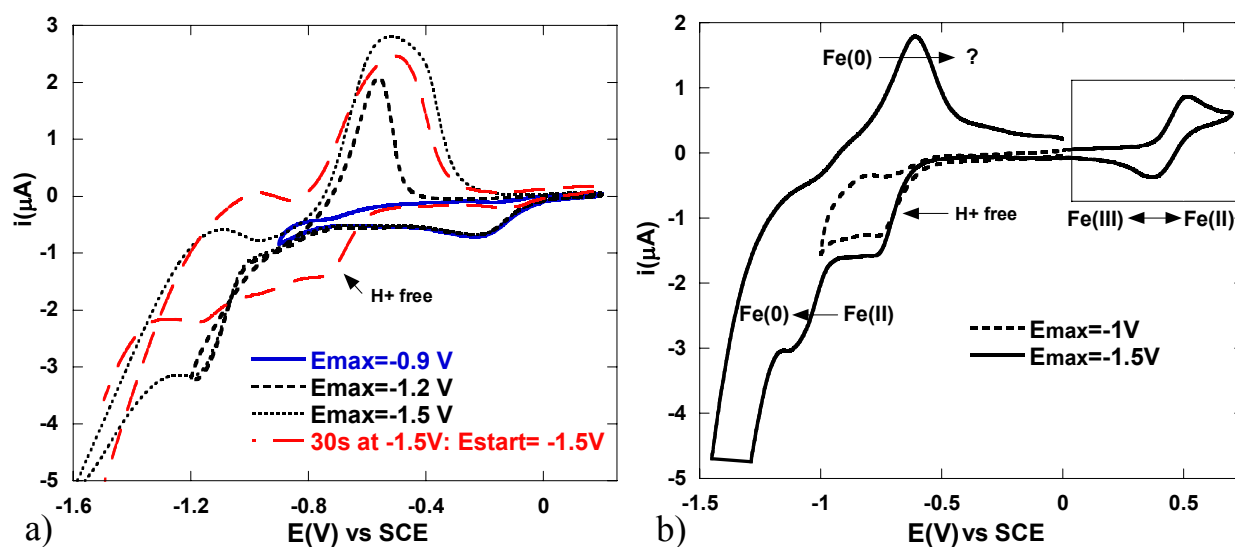 3
2
1
0
-1
-2
-3
-4
-5
i(µA)
-1.6
-1.2
-0.8
-0.4
0
E(V) vs SCE
H+ free
Emax=-0.9 V
Emax=-1.2 V
Emax=-1.5 V
30s at -1.5V: Estart= -1.5V
a)
2
1
0
-1
-2
-3
-4
-5
i(µA)
-1.5
-1
-0.5
0
0.5
E(V) vs SCE
Fe(0)
?
H+ free
Fe(III)
Fe(II)
Fe(0)
Fe(II)
Emax=-1V
Emax=-1.5V
b)